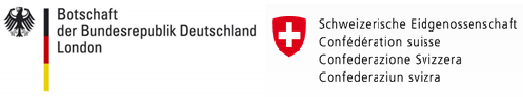 Botschaft
der Bundesrepublik Deutschland
London
Schweizerische Eidgenossenschaft
Confédération suisse
Confederazione Svizzera
Confederaziun svizra